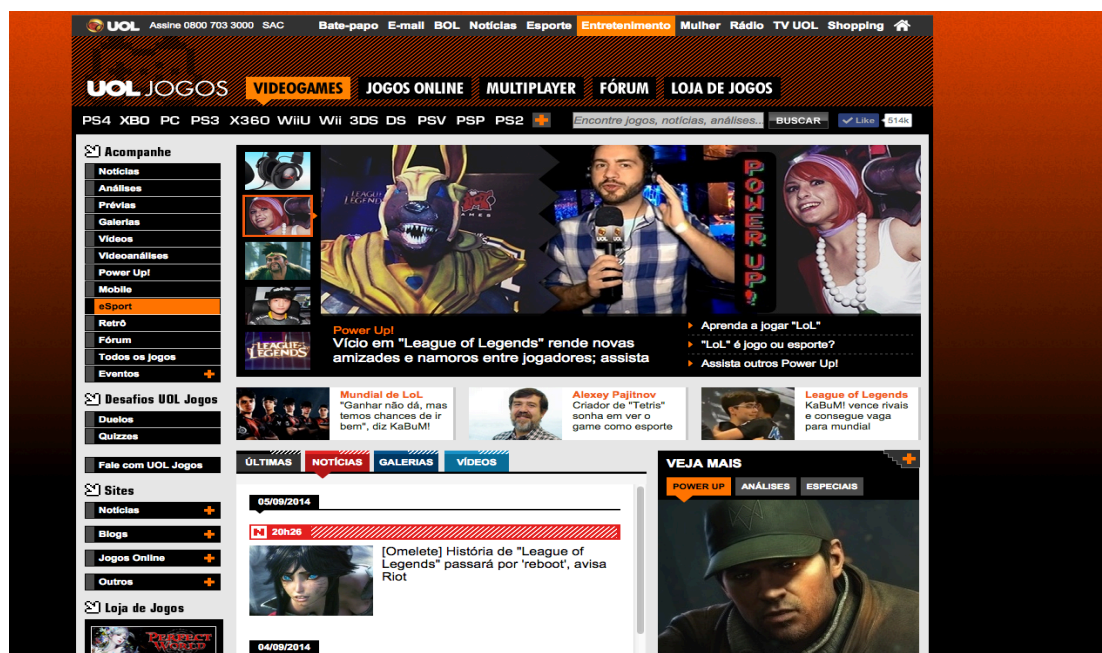 UOL Assine 0800 703 3000 SAC Bate-papo E-mail BOL Notícias Esporte Entretenimento Mulher Rádio TV UOL Shopping
UOL JOGOS VIDEOGAMES JOGOS ONLINE MULTIPLAYER FÓRUM LOJA DE JOGOS
PS4 XBO PC PS3 X360 WiiU Wii 3DS DS PSV PSP PS2 Encontre jogos, notícias, análises... BUSCAR Like 514k
Acompanhe
Notícias
Análises
Prévias
Galerias
Vídeos
Videoanálises
Power Up!
Mobile
eSport
Retrô
Fórum
Todos os jogos
Eventos
Desafios UOL Jogos
Duelos
Quizzes
Fale com UOL Jogos
Sites
Notícias
Blogs
Jogos Online
Outros
Loja de Jogos
PERFECT
WORLD
LEAGUE
LEGENDS
LEAGUE
LEGEN
GAMES
UOL UOL
POWER UP!
Power Up!
Vício em "League of Legends" rende novas
amizades e namoros entre jogadores; assista
Aprenda a jogar "LoL"
"LoL" é jogo ou esporte?
Assista outros Power Up!
Mundial de LoL
"Ganhar não dá, mas
temos chances de ir
bem", diz KaBuM!
Alexey Pajitnov
Criador de "Tetris"
sonha em ver o
game como esporte
League of Legends
KaBuM! vence rivais
e consegue vaga
para mundial
ÚLTIMAS NOTÍCIAS GALERIAS VÍDEOS
05/09/2014
N 20h26
[Omelete] História de "League of
Legends" passará por 'reboot', avisa
Riot
04/09/2014
VEJA MAIS
POWER UP ANÁLISES ESPECIAIS